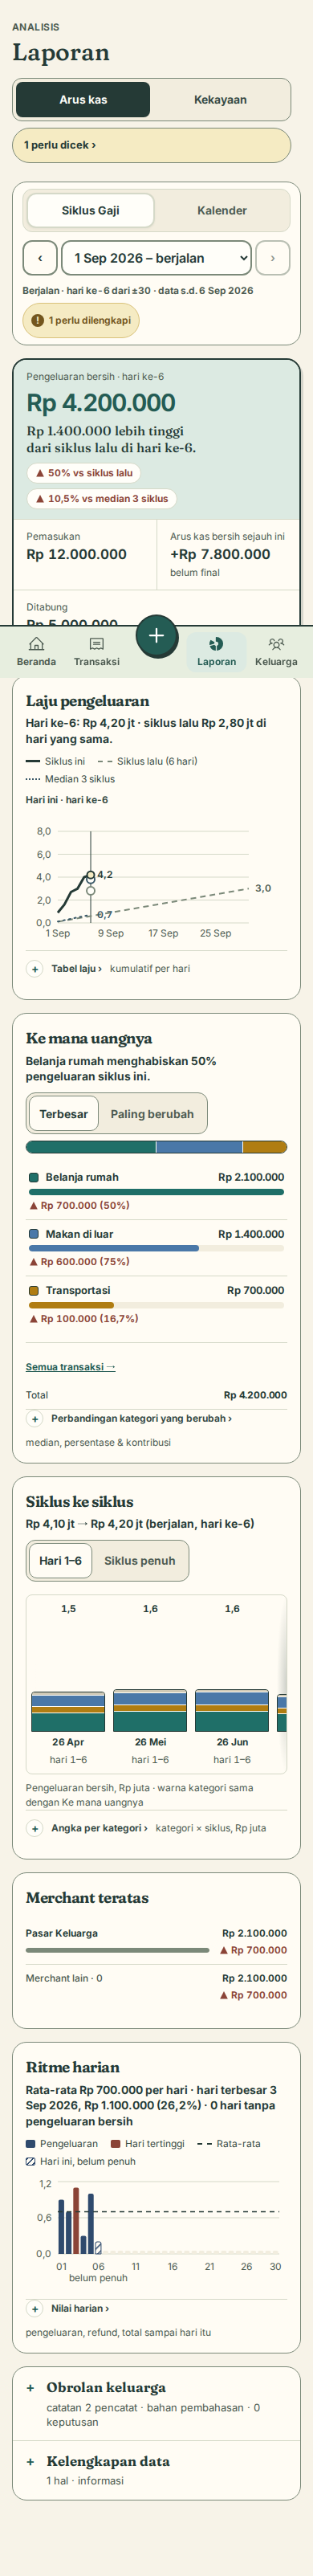 ANALISIS
Laporan
Arus kas
Kekayaan
1 perlu dicek ›
Siklus Gaji
Kalender
‹
1 Sep 2026 – berjalan
›
Berjalan · hari ke-6 dari ±30 · data s.d. 6 Sep 2026
! 1 perlu dilengkapi
Pengeluaran bersih · hari ke-6
Rp 4.200.000
Rp 1.400.000 lebih tinggi
dari siklus lalu di hari ke-6.
▲ 50% vs siklus lalu
▲ 10,5% vs median 3 siklus
Pemasukan
Rp 12.000.000
Arus kas bersih sejauh ini
+Rp 7.800.000
belum final
Ditabung
Rp 5.000.000
+
Beranda
Transaksi
Laporan
Keluarga
Laju pengeluaran
Hari ke-6: Rp 4,20 jt · siklus lalu Rp 2,80 jt di
hari yang sama.
Siklus ini
Siklus lalu (6 hari)
Median 3 siklus
Hari ini · hari ke-6
8,0
6,0
4,0
2,0
0,0
4,2
0,7
3,0
1 Sep
9 Sep
17 Sep
25 Sep
+ Tabel laju › kumulatif per hari
Ke mana uangnya
Belanja rumah menghabiskan 50%
pengeluaran siklus ini.
Terbesar
Paling berubah
Belanja rumah Rp 2.100.000
▲ Rp 700.000 (50%)
Makan di luar Rp 1.400.000
▲ Rp 600.000 (75%)
Transportasi Rp 700.000
▲ Rp 100.000 (16,7%)
Semua transaksi →
Total Rp 4.200.000
+ Perbandingan kategori yang berubah ›
median, persentase & kontribusi
Siklus ke siklus
Rp 4,10 jt → Rp 4,20 jt (berjalan, hari ke-6)
Hari 1–6
Siklus penuh
1,5
1,6
1,6
26 Apr
26 Mei
26 Jun
hari 1–6
hari 1–6
hari 1–6
Pengeluaran bersih, Rp juta · warna kategori sama
dengan Ke mana uangnya
+ Angka per kategori › kategori × siklus, Rp juta
Merchant teratas
Pasar Keluarga Rp 2.100.000
▲ Rp 700.000
Merchant lain · 0 Rp 2.100.000
▲ Rp 700.000
Ritme harian
Rata-rata Rp 700.000 per hari · hari terbesar 3
Sep 2026, Rp 1.100.000 (26,2%) · 0 hari tanpa
pengeluaran bersih
Pengeluaran
Hari tertinggi
Rata-rata
Hari ini, belum penuh
1,2
0,6
0,0
01
06
11
16
21
26
30
belum penuh
+ Nilai harian ›
pengeluaran, refund, total sampai hari itu
+ Obrolan keluarga
catatan 2 pencatat · bahan pembahasan · 0
keputusan
+ Kelengkapan data
1 hal · informasi